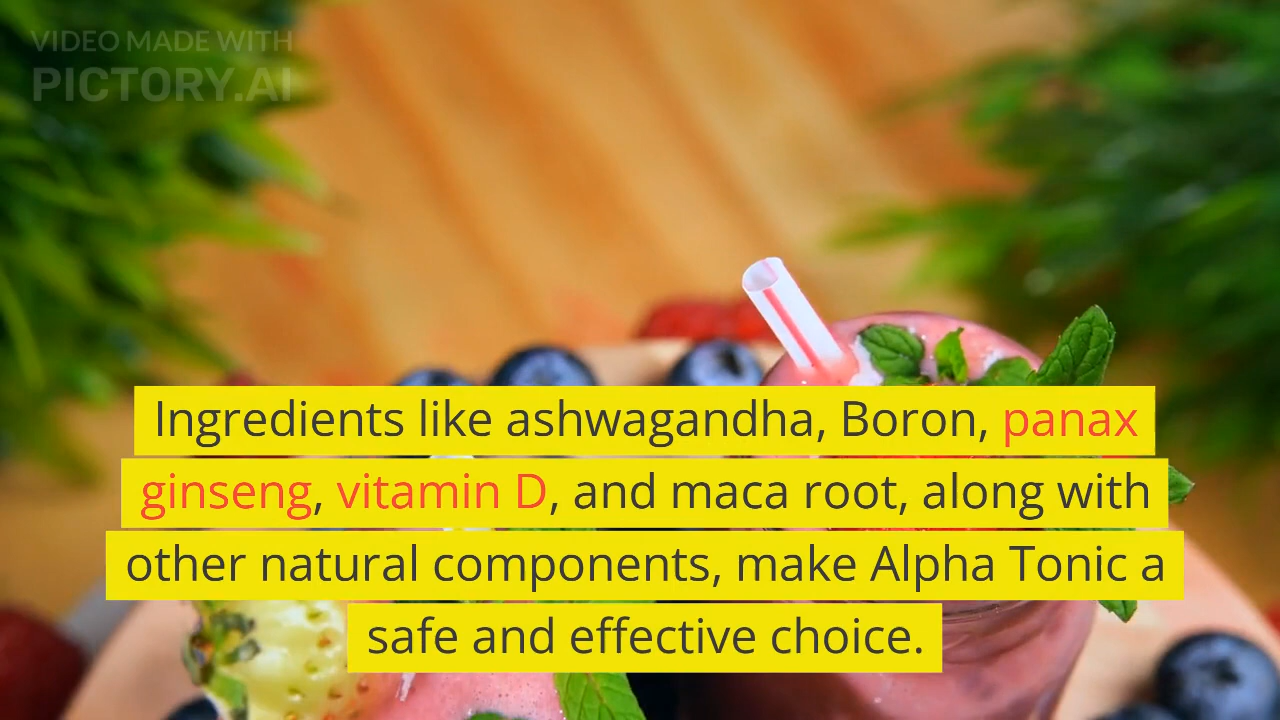 VIDEO MADE WITH
PICTORY.AI
Ingredients like ashwagandha, Boron, panax
ginseng, vitamin D, and maca root, along with
other natural components, make Alpha Tonic a
safe and effective choice.